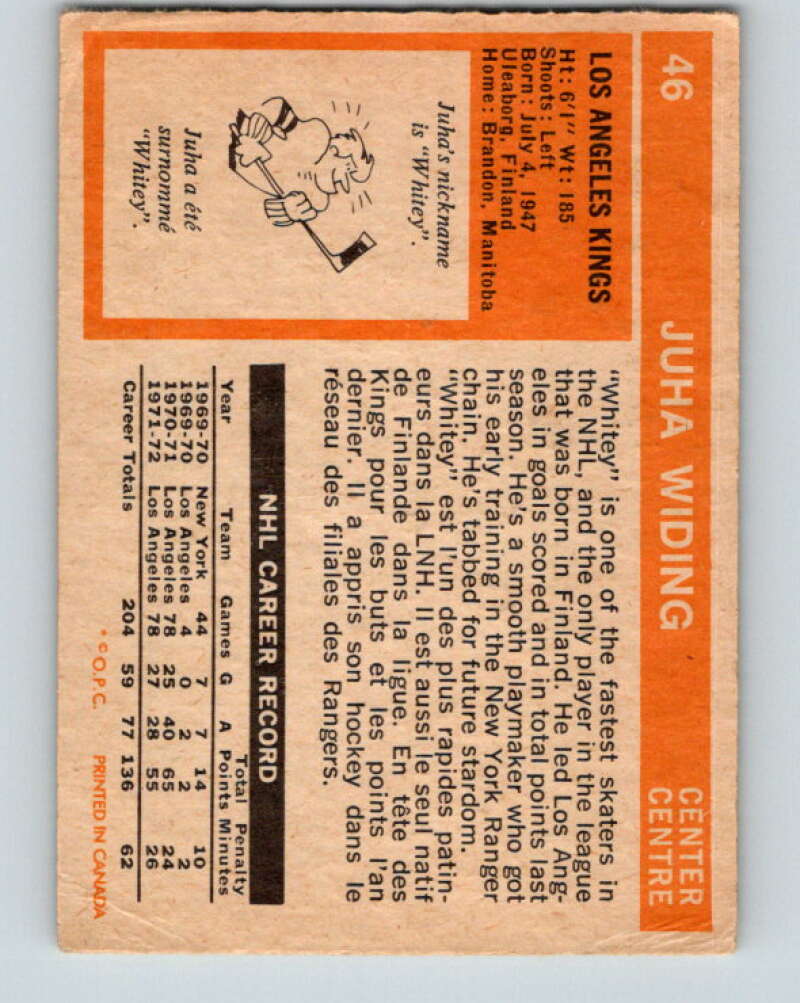 46 JUHA WIDING CENTER
CENTRE
LOS ANGELES KINGS
Ht: 6'1" Wt: 185
Shoots: Left
Born: July 4, 1947
Uleaborg, Finland
Home: Brandon, Manitoba
Juha's nickname
is "Whitey".
Juha a été
surnommé
"Whitey".
"Whitey" is one of the fastest skaters in
the NHL, and the only player in the league
that was born in Finland. He led Los Ang-
eles in goals scored and in total points last
season. He's a smooth playmaker who got
his early training in the New York Ranger
chain. He's tabbed for future stardom.
"Whitey" est l'un des plus rapides patin-
eurs dans la LNH. Il est aussi le seul natif
de Finlande dans la ligue. En tête des
Kings pour les buts et les points l'an
dernier. Il a appris son hockey dans le
réseau des filiales des Rangers.
NHL CAREER RECORD
Total Penalty
Year Team Games G A Points Minutes
1969-70 New York 44 7 7 14 10
1969-70 Los Angeles 4 0 2 2 2
1970-71 Los Angeles 78 25 40 65 24
1971-72 Los Angeles 78 27 28 55 26
Career Totals 204 59 77 136 62
* © O.P.C. PRINTED IN CANADA